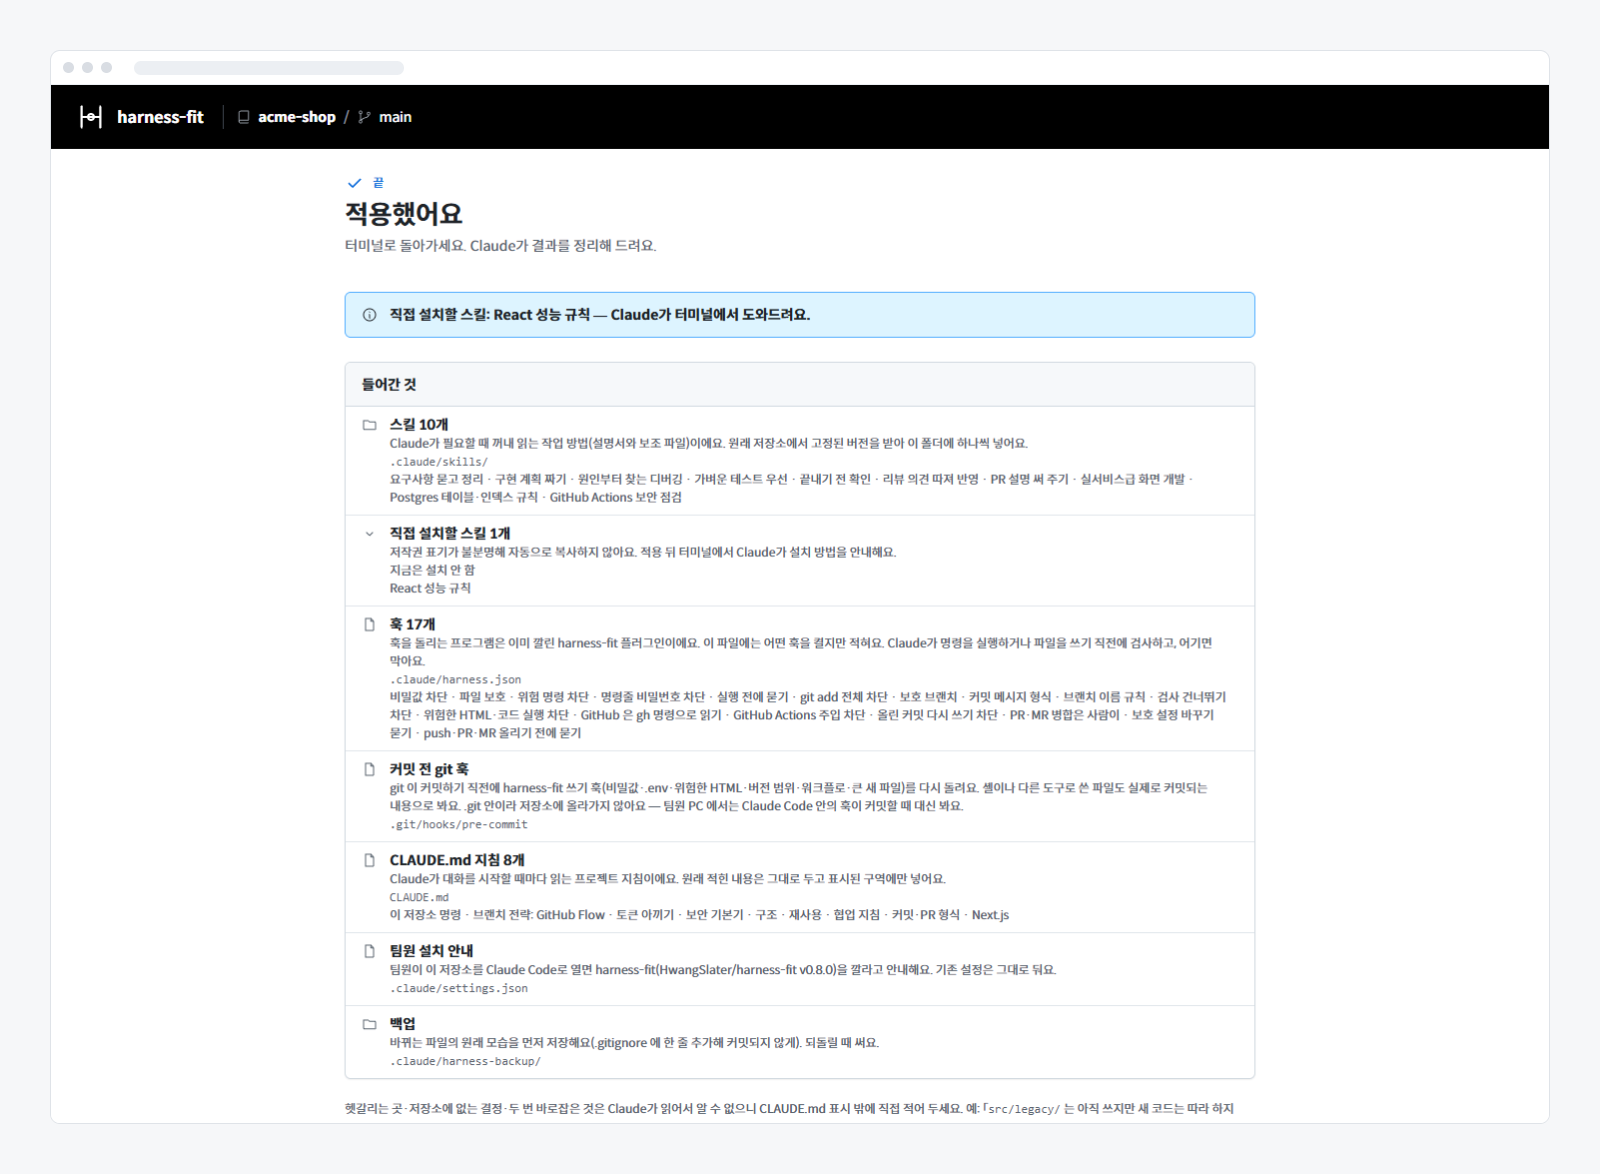 harness-fit
acme-shop / main
끝
적용했어요
터미널로 돌아가세요. Claude가 결과를 정리해 드려요.
직접 설치할 스킬: React 성능 규칙 — Claude가 터미널에서 도와드려요.
들어간 것
스킬 10개
Claude가 필요할 때 꺼내 읽는 작업 방법(설명서와 보조 파일)이에요. 원래 저장소에서 고정된 버전을 받아 이 폴더에 하나씩 넣어요.
.claude/skills/
요구사항 묻고 정리 · 구현 계획 짜기 · 원인부터 찾는 디버깅 · 가벼운 테스트 우선 · 끝내기 전 확인 · 리뷰 의견 따져 반영 · PR 설명 써 주기 · 실서비스급 화면 개발 ·
Postgres 테이블·인덱스 규칙 · GitHub Actions 보안 점검
직접 설치할 스킬 1개
저작권 표기가 불분명해 자동으로 복사하지 않아요. 적용 뒤 터미널에서 Claude가 설치 방법을 안내해요.
지금은 설치 안 함
React 성능 규칙
훅 17개
훅을 돌리는 프로그램은 이미 깔린 harness-fit 플러그인이에요. 이 파일에는 어떤 훅을 켤지만 적혀요. Claude가 명령을 실행하거나 파일을 쓰기 직전에 검사하고, 어기면
막아요.
.claude/harness.json
비밀값 차단 · 파일 보호 · 위험 명령 차단 · 명령줄 비밀번호 차단 · 실행 전에 묻기 · git add 전체 차단 · 보호 브랜치 · 커밋 메시지 형식 · 브랜치 이름 규칙 · 검사 건너뛰기
차단 · 위험한 HTML·코드 실행 차단 · GitHub 은 gh 명령으로 읽기 · GitHub Actions 주입 차단 · 올린 커밋 다시 쓰기 차단 · PR·MR 병합은 사람이 · 보호 설정 바꾸기
묻기 · push·PR·MR 올리기 전에 묻기
커밋 전 git 훅
git 이 커밋하기 직전에 harness-fit 쓰기 훅(비밀값·.env·위험한 HTML·버전 범위·워크플로·큰 새 파일)를 다시 돌려요. 셸이나 다른 도구로 쓴 파일도 실제로 커밋되는
내용으로 봐요. .git 안이라 저장소에 올라가지 않아요 — 팀원 PC 에서는 Claude Code 안의 훅이 커밋할 때 대신 봐요.
.git/hooks/pre-commit
CLAUDE.md 지침 8개
Claude가 대화를 시작할 때마다 읽는 프로젝트 지침이에요. 원래 적힌 내용은 그대로 두고 표시된 구역에만 넣어요.
CLAUDE.md
이 저장소 명령 · 브랜치 전략: GitHub Flow · 토큰 아끼기 · 보안 기본기 · 구조 · 재사용 · 협업 지침 · 커밋·PR 형식 · Next.js
팀원 설치 안내
팀원이 이 저장소를 Claude Code로 열면 harness-fit(HwangSlater/harness-fit v0.8.0)을 깔라고 안내해요. 기존 설정은 그대로 둬요.
.claude/settings.json
백업
바뀌는 파일의 원래 모습을 먼저 저장해요(.gitignore 에 한 줄 추가해 커밋되지 않게). 되돌릴 때 써요.
.claude/harness-backup/
헷갈리는 곳·저장소에 없는 결정·두 번 바로잡은 것은 Claude가 읽어서 알 수 없으니 CLAUDE.md 표시 밖에 직접 적어 두세요. 예: 「src/legacy/ 는 아직 쓰지만 새 코드는 따라 하지